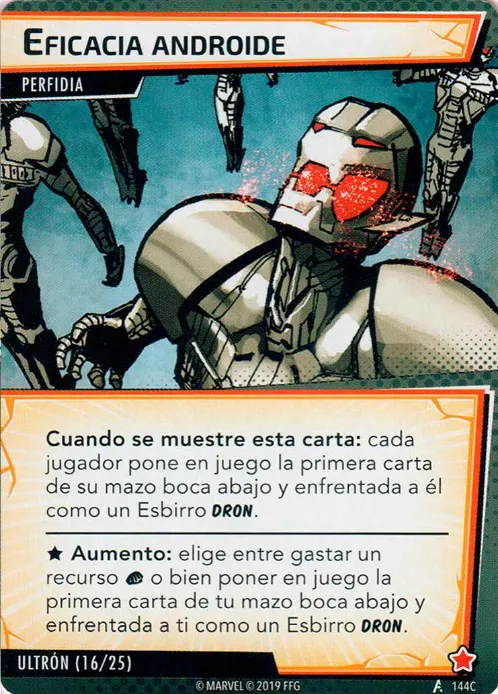 EFICACIA ANDROIDE
PERFIDIA
Cuando se muestre esta carta: cada
jugador pone en juego la primera carta
de su mazo boca abajo y enfrentada a él
como un Esbirro DRON.
★ Aumento: elige entre gastar un
recurso o bien poner en juego la
primera carta de tu mazo boca abajo y
enfrentada a ti como un Esbirro DRON.
ULTRÓN (16/25)
© MARVEL © 2019 FFG
144C